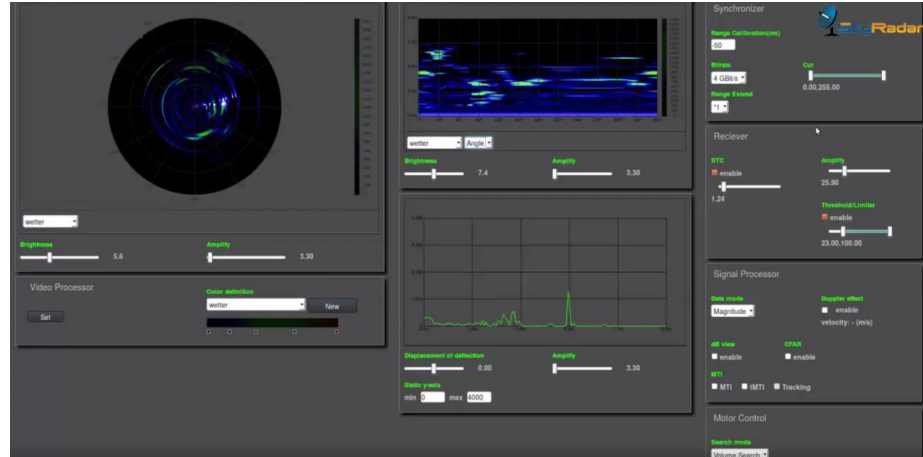 wetter
Brightness
5.6
Amplify
3.30
Video Processor
Set
Color definition
wetter
New
wetter
Angle
Brightness
7.4
Amplify
3.30
Displacement of deflection
0.00
Amplify
3.30
Static y-axis
min 0 max 4000
Synchronizer
SkyRadar
Range Calibration(cm)
-50
Bitrate
4 GBit/s
Cut
0.00,255.00
Range Extend
*1
Reciever
STC
enable
1.24
Amplify
25.90
Threshold/Limiter
enable
23.00,100.00
Signal Processor
Data mode
Magnitude
Doppler effect
enable
velocity: - (m/s)
dB view
enable
CFAR
enable
MTI
MTI tMTI Tracking
Motor Control
Search mode
Volume Search